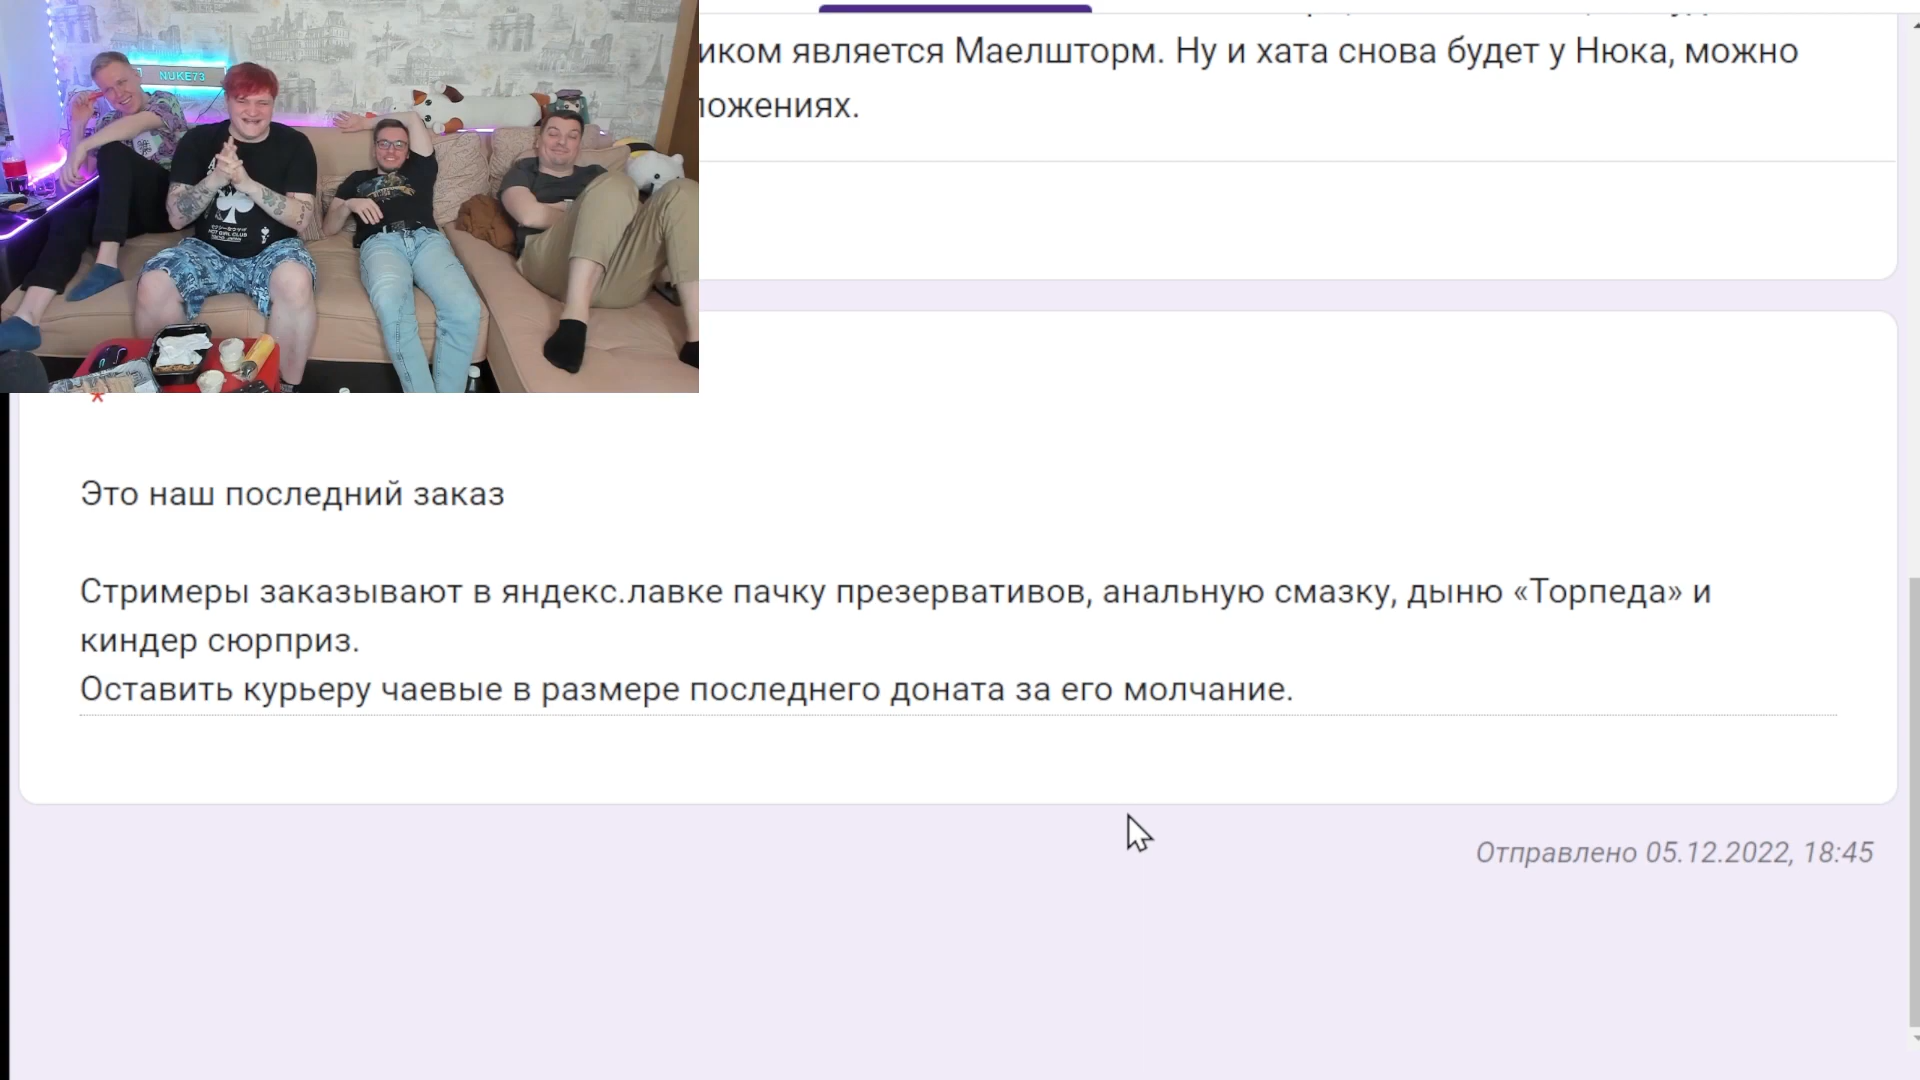 NUKE73
иком является Маелшторм. Ну и хата снова будет у Нюка, можно
ложениях.
*
Это наш последний заказ
Стримеры заказывают в яндекс.лавке пачку презервативов, анальную смазку, дыню «Торпеда» и
киндер сюрприз.
Оставить курьеру чаевые в размере последнего доната за его молчание.
Отправлено 05.12.2022, 18:45